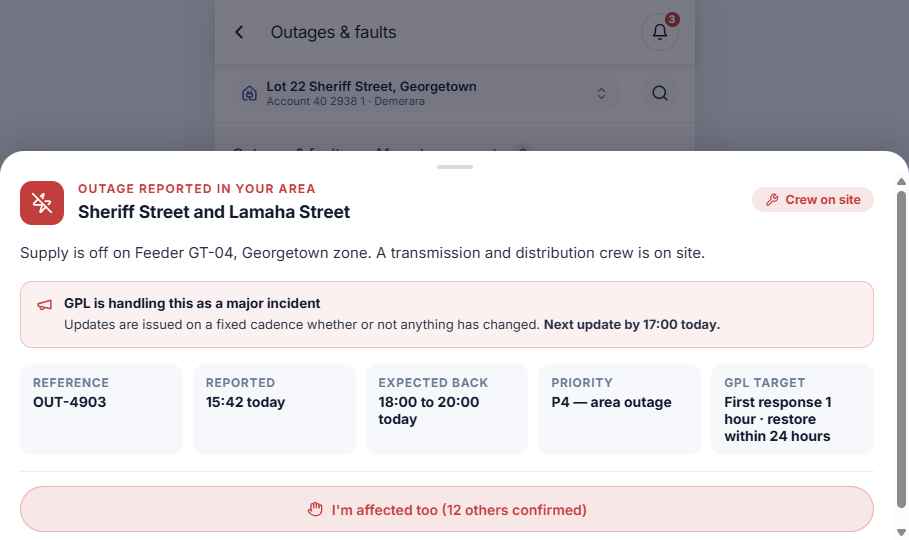 Outages & faults
3
Lot 22 Sheriff Street, Georgetown
Account 40 2938 1 · Demerara
OUTAGE REPORTED IN YOUR AREA
Sheriff Street and Lamaha Street
Crew on site
Supply is off on Feeder GT-04, Georgetown zone. A transmission and distribution crew is on site.
GPL is handling this as a major incident
Updates are issued on a fixed cadence whether or not anything has changed. Next update by 17:00 today.
REFERENCE
OUT-4903
REPORTED
15:42 today
EXPECTED BACK
18:00 to 20:00
today
PRIORITY
P4 — area outage
GPL TARGET
First response 1
hour · restore
within 24 hours
I'm affected too (12 others confirmed)